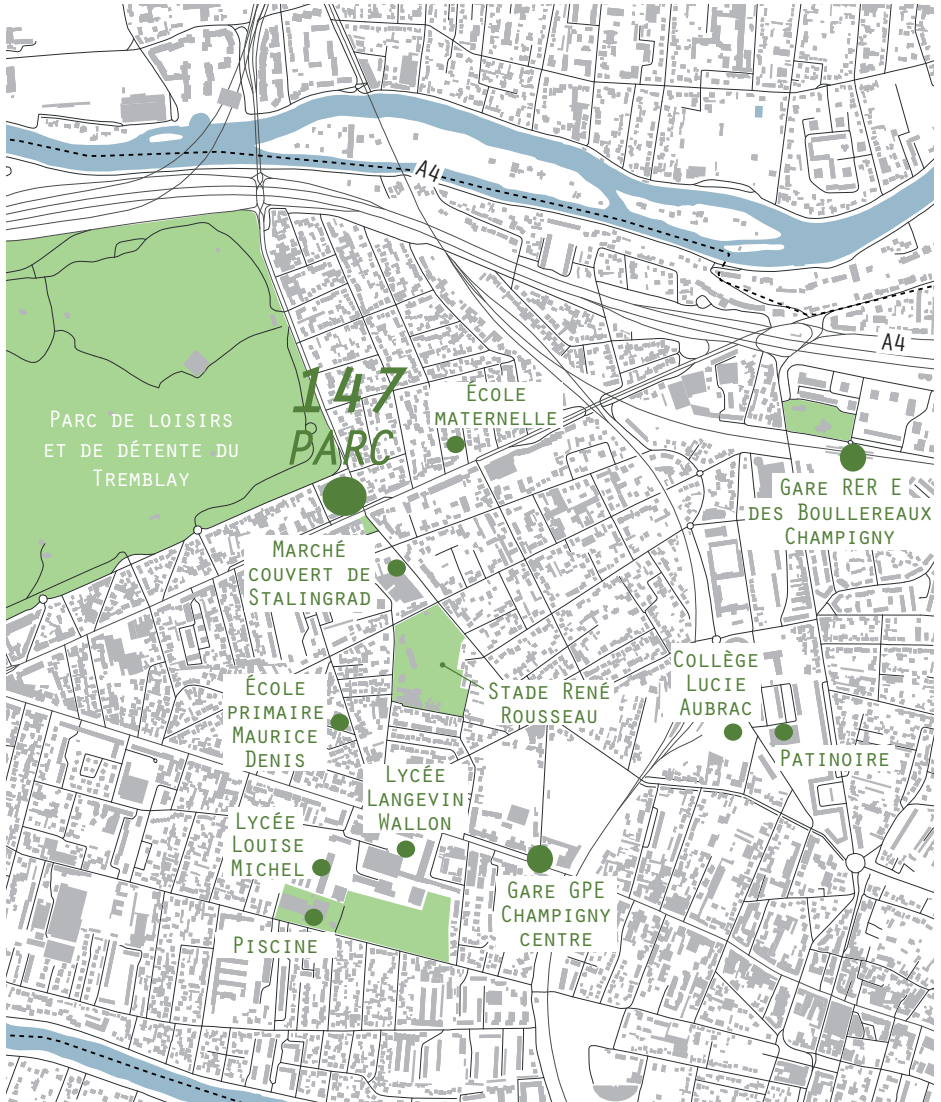 A4
A4
147
PARC
École
maternelle
Parc de loisirs
et de détente du
Tremblay
Gare RER E
des Boullereaux
Champigny
Marché
couvert de
Stalingrad
Collège
Lucie
Aubrac
École
primaire
Maurice
Denis
Stade René
Rousseau
Patinoire
Lycée
Langevin
Wallon
Lycée
Louise
Michel
Gare GPE
Champigny
centre
Piscine